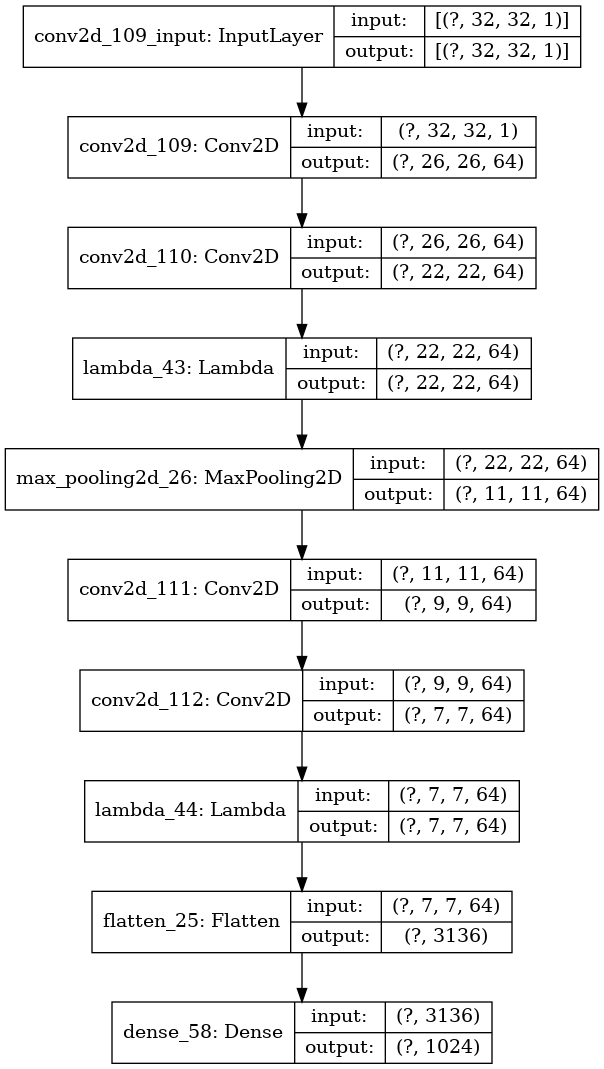 conv2d_109_input: InputLayer
input: [(?, 32, 32, 1)]
output: [(?, 32, 32, 1)]
conv2d_109: Conv2D
input: (?, 32, 32, 1)
output: (?, 26, 26, 64)
conv2d_110: Conv2D
input: (?, 26, 26, 64)
output: (?, 22, 22, 64)
lambda_43: Lambda
input: (?, 22, 22, 64)
output: (?, 22, 22, 64)
max_pooling2d_26: MaxPooling2D
input: (?, 22, 22, 64)
output: (?, 11, 11, 64)
conv2d_111: Conv2D
input: (?, 11, 11, 64)
output: (?, 9, 9, 64)
conv2d_112: Conv2D
input: (?, 9, 9, 64)
output: (?, 7, 7, 64)
lambda_44: Lambda
input: (?, 7, 7, 64)
output: (?, 7, 7, 64)
flatten_25: Flatten
input: (?, 7, 7, 64)
output: (?, 3136)
dense_58: Dense
input: (?, 3136)
output: (?, 1024)